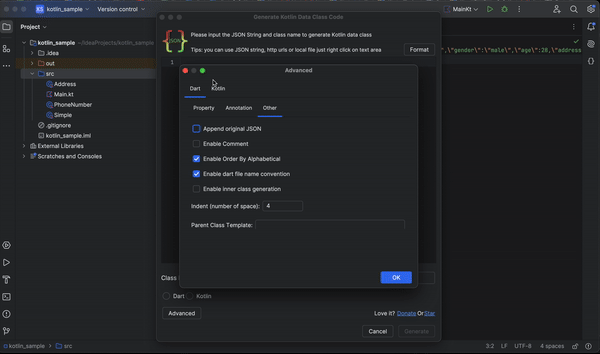 KS kotlin_sample Version control
MainKt
Generate Kotlin Data Class Code
Project
kotlin_sample ~/IdeaProjects/kotlin_sample
.idea
out
src
Address
Main.kt
PhoneNumber
Simple
.gitignore
kotlin_sample.iml
External Libraries
Scratches and Consoles
{JSON}
Please input the JSON String and class name to generate Kotlin data class
Tips: you can use JSON string, http urls or local file just right click on text area
Format
1
","gender":"male","age":28,"address
Advanced
Dart Kotlin
Property Annotation Other
Append original JSON
Enable Comment
Enable Order By Alphabetical
Enable dart file name convention
Enable inner class generation
Indent (number of space): 4
Parent Class Template:
OK
Class
Dart Kotlin
Advanced
Love it? Donate Or Star
Cancel Generate
kotlin_sample > src
3:2 LF UTF-8 4 spaces